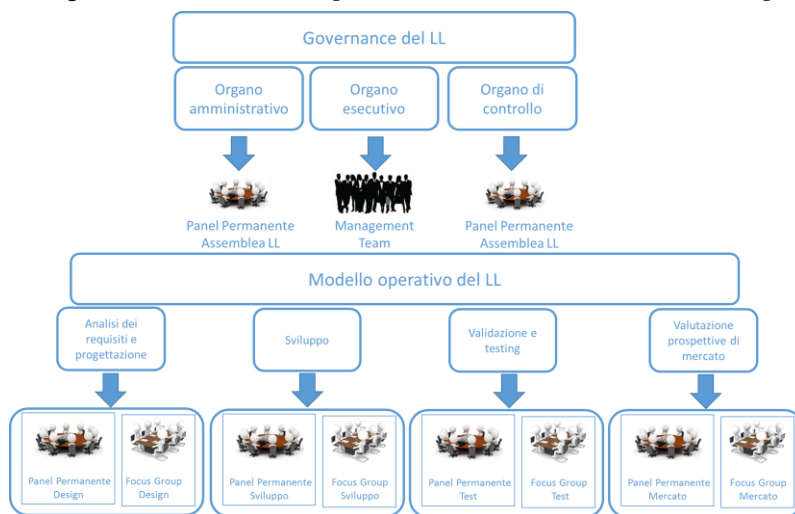 Governance del LL
Organo
amministrativo
Organo
esecutivo
Organo di
controllo
Panel Permanente
Assemblea LL
Management
Team
Panel Permanente
Assemblea LL
Modello operativo del LL
Analisi dei
requisiti e
progettazione
Sviluppo
Validazione e
testing
Valutazione
prospettive di
mercato
Panel Permanente
Design
Focus Group
Design
Panel Permanente
Sviluppo
Focus Group
Sviluppo
Panel Permanente
Test
Focus Group
Test
Panel Permanente
Mercato
Focus Group
Mercato